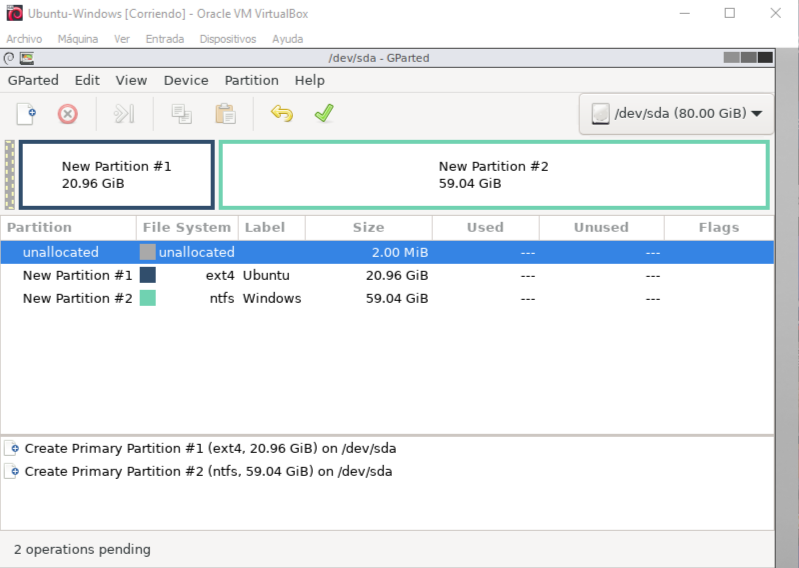 Ubuntu-Windows [Corriendo] - Oracle VM VirtualBox
Archivo Máquina Ver Entrada Dispositivos Ayuda
/dev/sda - GParted
GParted Edit View Device Partition Help
/dev/sda (80.00 GiB)
New Partition #1
20.96 GiB
New Partition #2
59.04 GiB
Partition File System Label Size Used Unused Flags
unallocated unallocated 2.00 MiB --- ---
New Partition #1 ext4 Ubuntu 20.96 GiB --- ---
New Partition #2 ntfs Windows 59.04 GiB --- ---
Create Primary Partition #1 (ext4, 20.96 GiB) on /dev/sda
Create Primary Partition #2 (ntfs, 59.04 GiB) on /dev/sda
2 operations pending